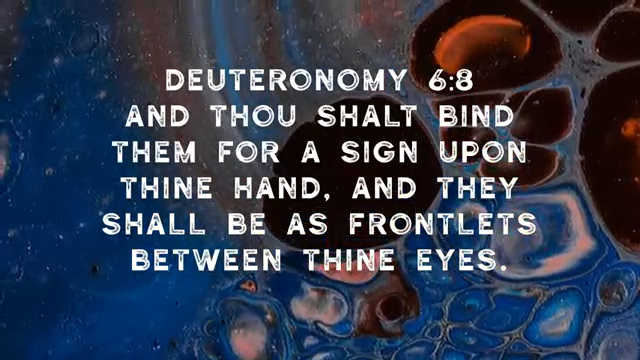 DEUTERONOMY 6:8
AND THOU SHALT BIND
THEM FOR A SIGN UPON
THINE HAND, AND THEY
SHALL BE AS FRONTLETS
BETWEEN THINE EYES.